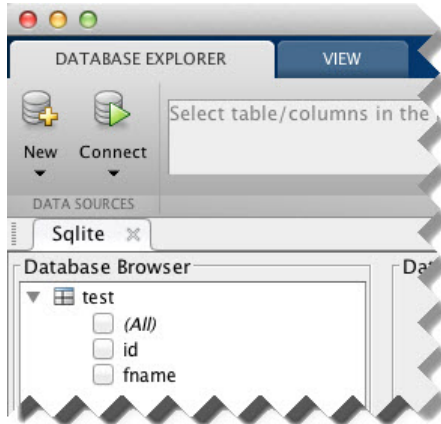 DATABASE EXPLORER VIEW
Select table/columns in the
New Connect
DATA SOURCES
Sqlite
Database Browser
test
(All)
id
fname